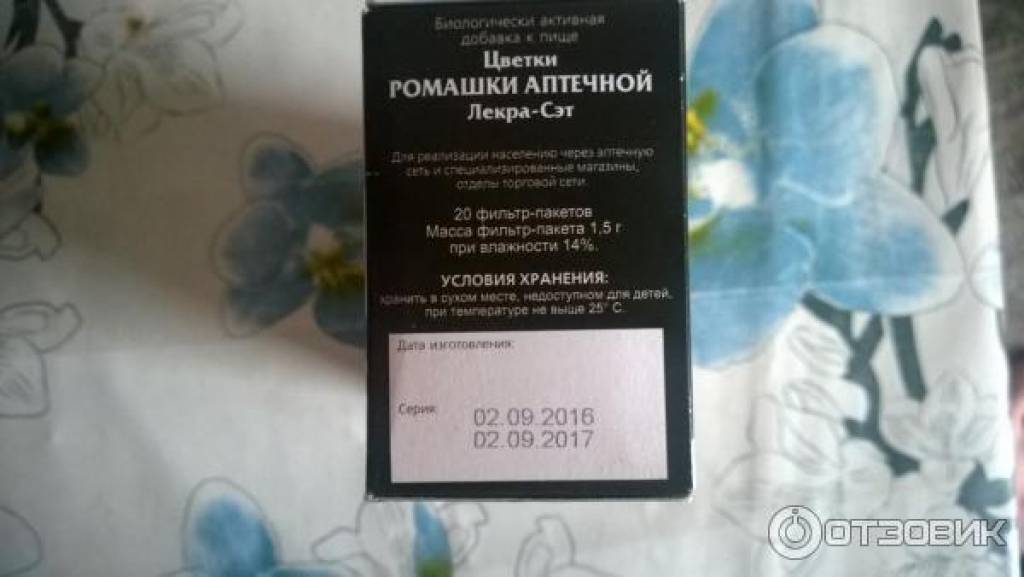 Биологически активная
добавка к пище
Цветки
РОМАШКИ АПТЕЧНОЙ
Лекра-Сэт
Для реализации населению через аптечную
сеть и специализированные магазины,
отделы торговой сети.
20 фильтр-пакетов
Масса фильтр-пакета 1,5 г
при влажности 14%.
УСЛОВИЯ ХРАНЕНИЯ:
хранить в сухом месте, недоступном для детей,
при температуре не выше 25° С.
Дата изготовления:
Серия:
02.09.2016
02.09.2017
ОТЗОВИК